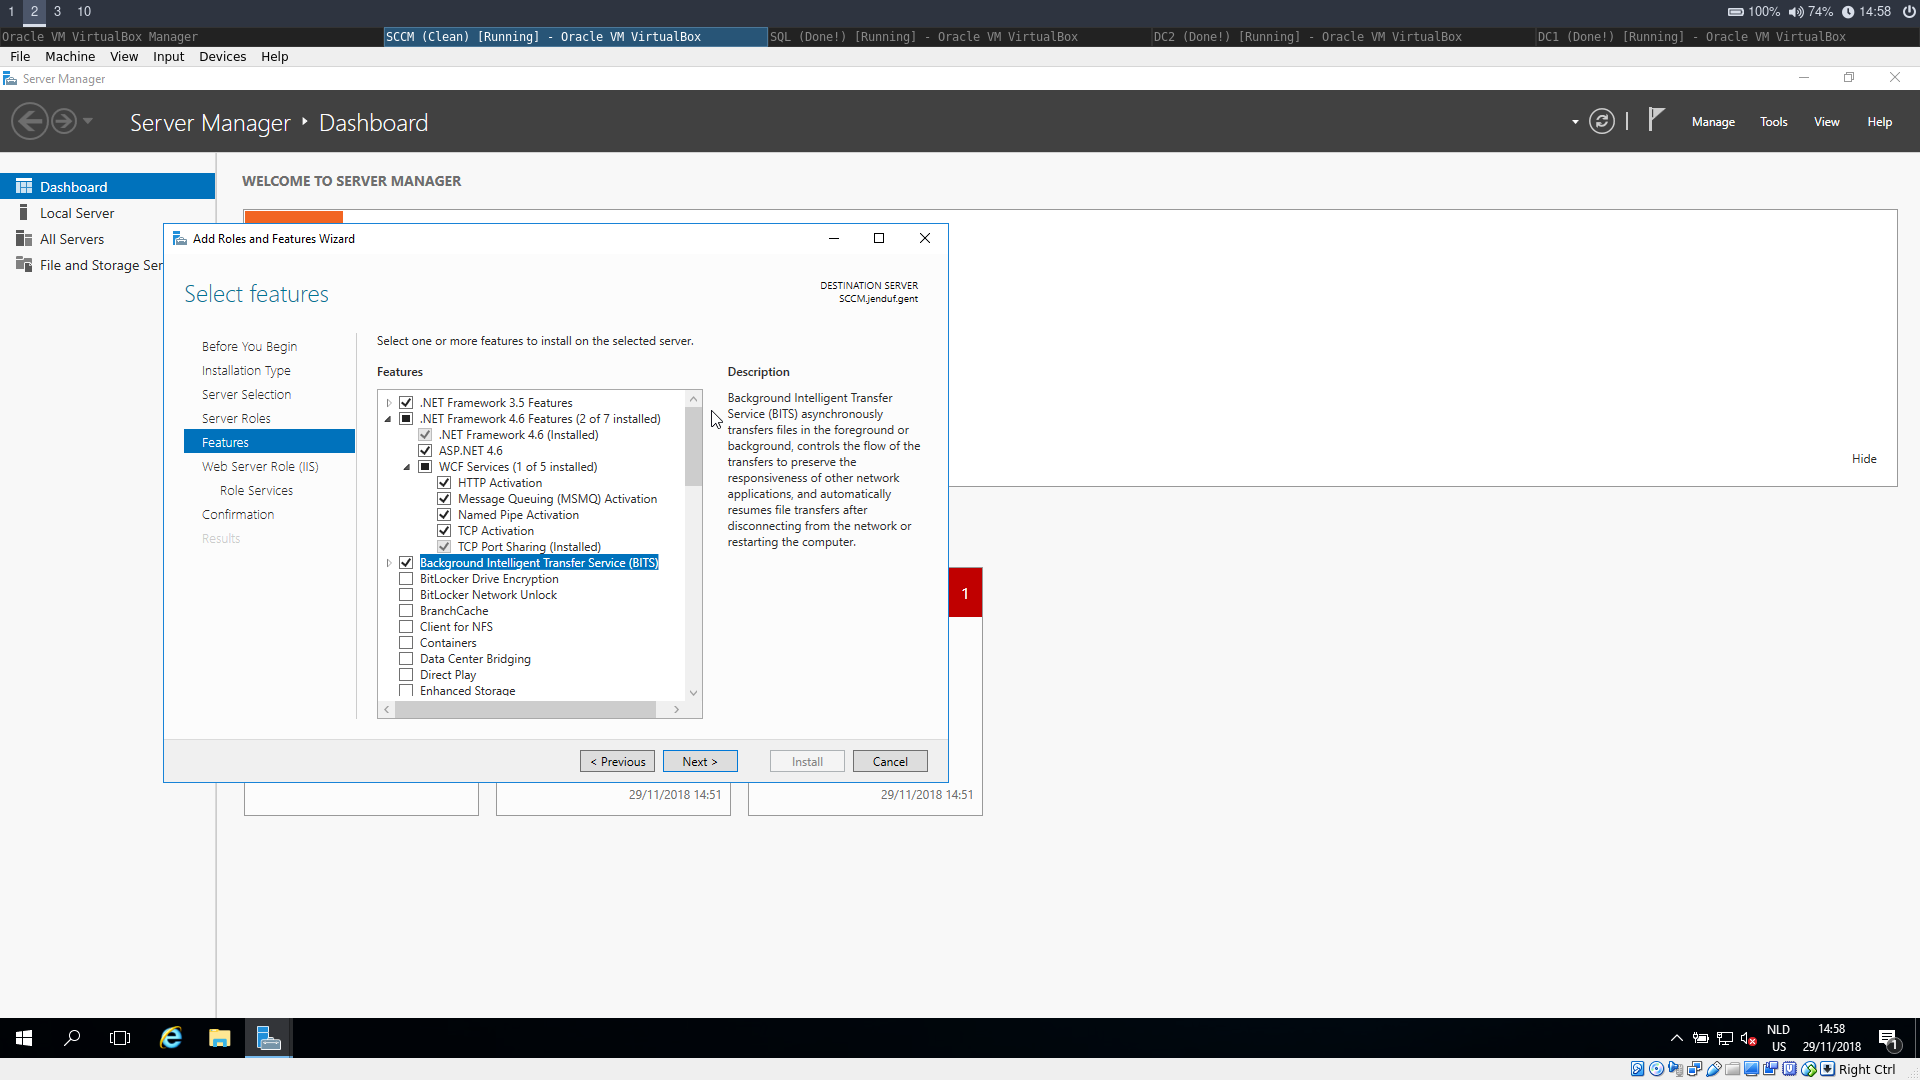 1 2 3 10
100% 74% 14:58
Oracle VM VirtualBox Manager
SCCM (Clean) [Running] - Oracle VM VirtualBox
SQL (Done!) [Running] - Oracle VM VirtualBox
DC2 (Done!) [Running] - Oracle VM VirtualBox
DC1 (Done!) [Running] - Oracle VM VirtualBox
File Machine View Input Devices Help
Server Manager
Server Manager Dashboard
Manage Tools View Help
Dashboard
Local Server
All Servers
File and Storage Ser
WELCOME TO SERVER MANAGER
Add Roles and Features Wizard
Select features
DESTINATION SERVER
SCCM.jenduf.gent
Before You Begin
Installation Type
Server Selection
Server Roles
Features
Web Server Role (IIS)
Role Services
Confirmation
Results
Select one or more features to install on the selected server.
Features
.NET Framework 3.5 Features
.NET Framework 4.6 Features (2 of 7 installed)
.NET Framework 4.6 (Installed)
ASP.NET 4.6
WCF Services (1 of 5 installed)
HTTP Activation
Message Queuing (MSMQ) Activation
Named Pipe Activation
TCP Activation
TCP Port Sharing (Installed)
Background Intelligent Transfer Service (BITS)
BitLocker Drive Encryption
BitLocker Network Unlock
BranchCache
Client for NFS
Containers
Data Center Bridging
Direct Play
Enhanced Storage
Description
Background Intelligent Transfer
Service (BITS) asynchronously
transfers files in the foreground or
background, controls the flow of the
transfers to preserve the
responsiveness of other network
applications, and automatically
resumes file transfers after
disconnecting from the network or
restarting the computer.
Hide
1
< Previous
Next >
Install
Cancel
29/11/2018 14:51
29/11/2018 14:51
NLD
US
14:58
29/11/2018
1
Right Ctrl